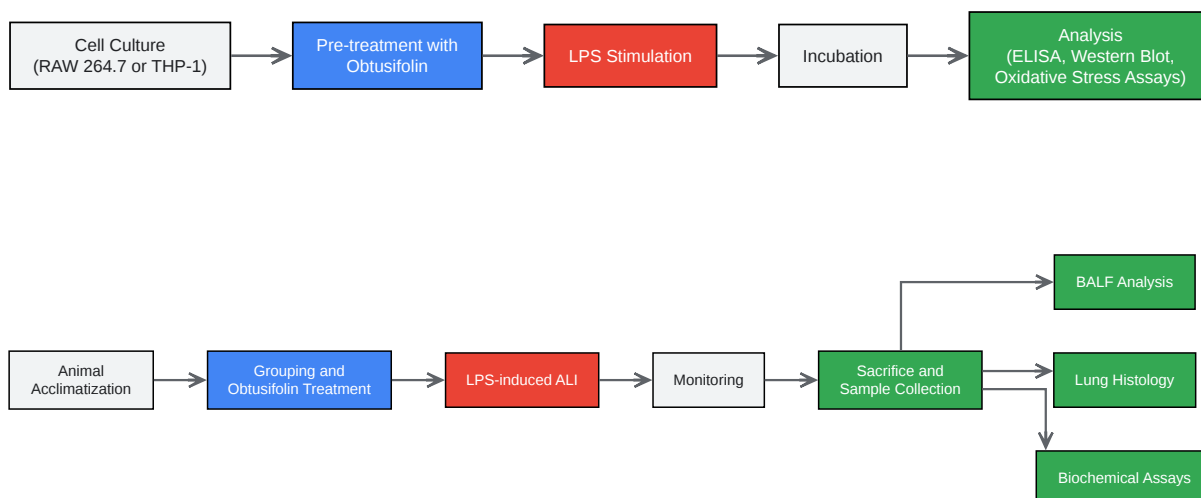 Cell Culture
(RAW 264.7 or THP-1)
Pre-treatment with
Obtusifolin
LPS Stimulation
Incubation
Analysis
(ELISA, Western Blot,
Oxidative Stress Assays)
Animal
Acclimatization
Grouping and
Obtusifolin Treatment
LPS-induced ALI
Monitoring
Sacrifice and
Sample Collection
BALF Analysis
Lung Histology
Biochemical Assays